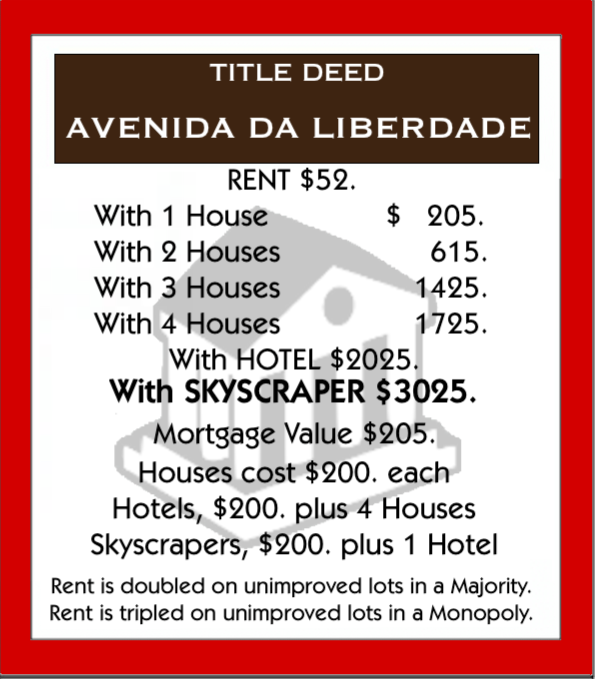 TITLE DEED
AVENIDA DA LIBERDADE
RENT $52.
With 1 House $ 205.
With 2 Houses 615.
With 3 Houses 1425.
With 4 Houses 1725.
With HOTEL $2025.
With SKYSCRAPER $3025.
Mortgage Value $205.
Houses cost $200. each
Hotels, $200. plus 4 Houses
Skyscrapers, $200. plus 1 Hotel
Rent is doubled on unimproved lots in a Majority.
Rent is tripled on unimproved lots in a Monopoly.